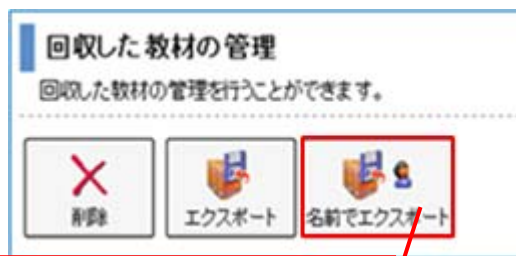 回収した教材の管理
回収した教材の管理を行うことができます。
削除
エクスポート
名前でエクスポート